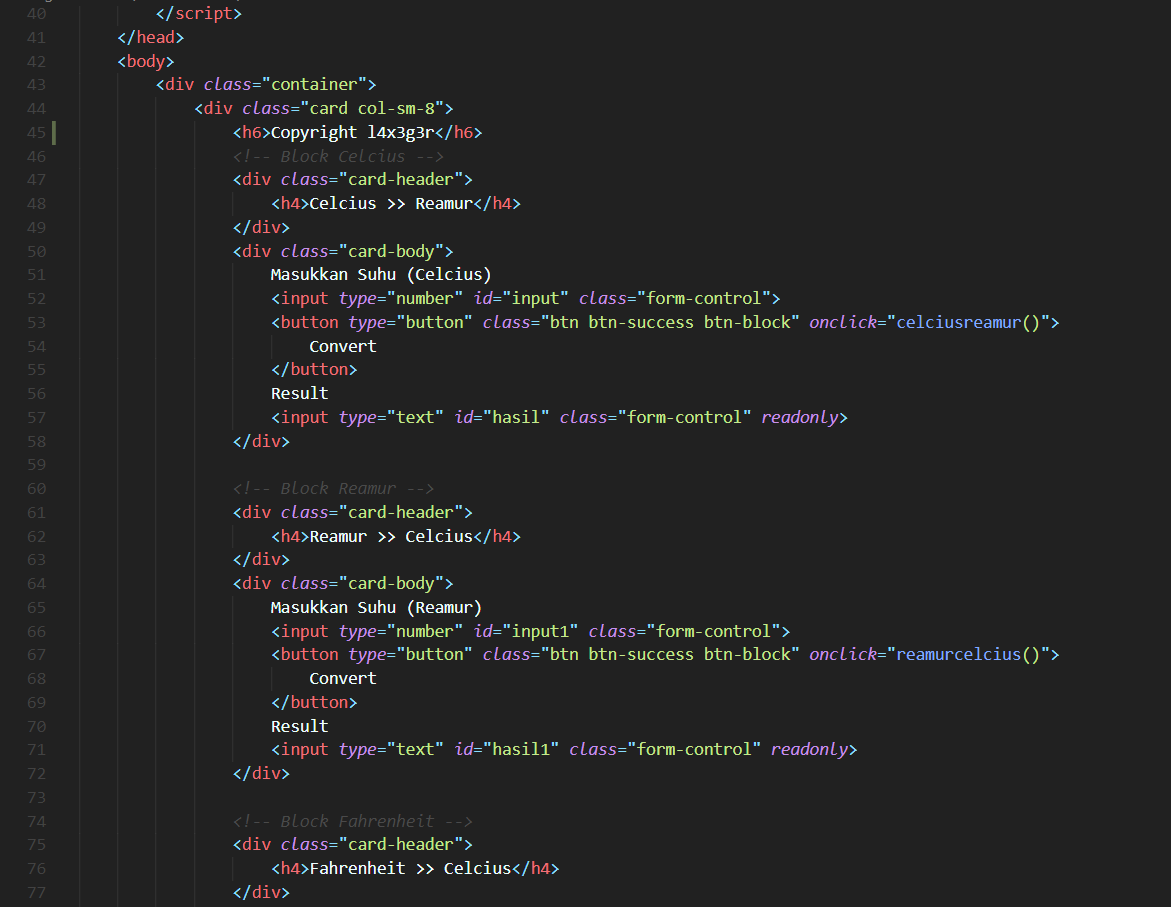 40 </script>
41 </head>
42 <body>
43 <div class="container">
44 <div class="card col-sm-8">
45 <h6>Copyright l4x3g3r</h6>
46 <!-- Block Celcius -->
47 <div class="card-header">
48 <h4>Celcius >> Reamur</h4>
49 </div>
50 <div class="card-body">
51 Masukkan Suhu (Celcius)
52 <input type="number" id="input" class="form-control">
53 <button type="button" class="btn btn-success btn-block" onclick="celciusreamur()">
54 Convert
55 </button>
56 Result
57 <input type="text" id="hasil" class="form-control" readonly>
58 </div>
59
60 <!-- Block Reamur -->
61 <div class="card-header">
62 <h4>Reamur >> Celcius</h4>
63 </div>
64 <div class="card-body">
65 Masukkan Suhu (Reamur)
66 <input type="number" id="input1" class="form-control">
67 <button type="button" class="btn btn-success btn-block" onclick="reamurcelcius()">
68 Convert
69 </button>
70 Result
71 <input type="text" id="hasil1" class="form-control" readonly>
72 </div>
73
74 <!-- Block Fahrenheit -->
75 <div class="card-header">
76 <h4>Fahrenheit >> Celcius</h4>
77 </div>